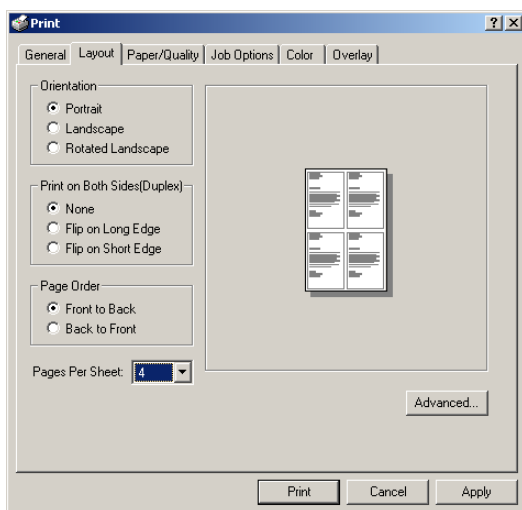 Print
General Layout Paper/Quality Job Options Color Overlay
Orientation
Portrait
Landscape
Rotated Landscape
Print on Both Sides(Duplex)
None
Flip on Long Edge
Flip on Short Edge
Page Order
Front to Back
Back to Front
Pages Per Sheet: 4
Advanced...
Print Cancel Apply